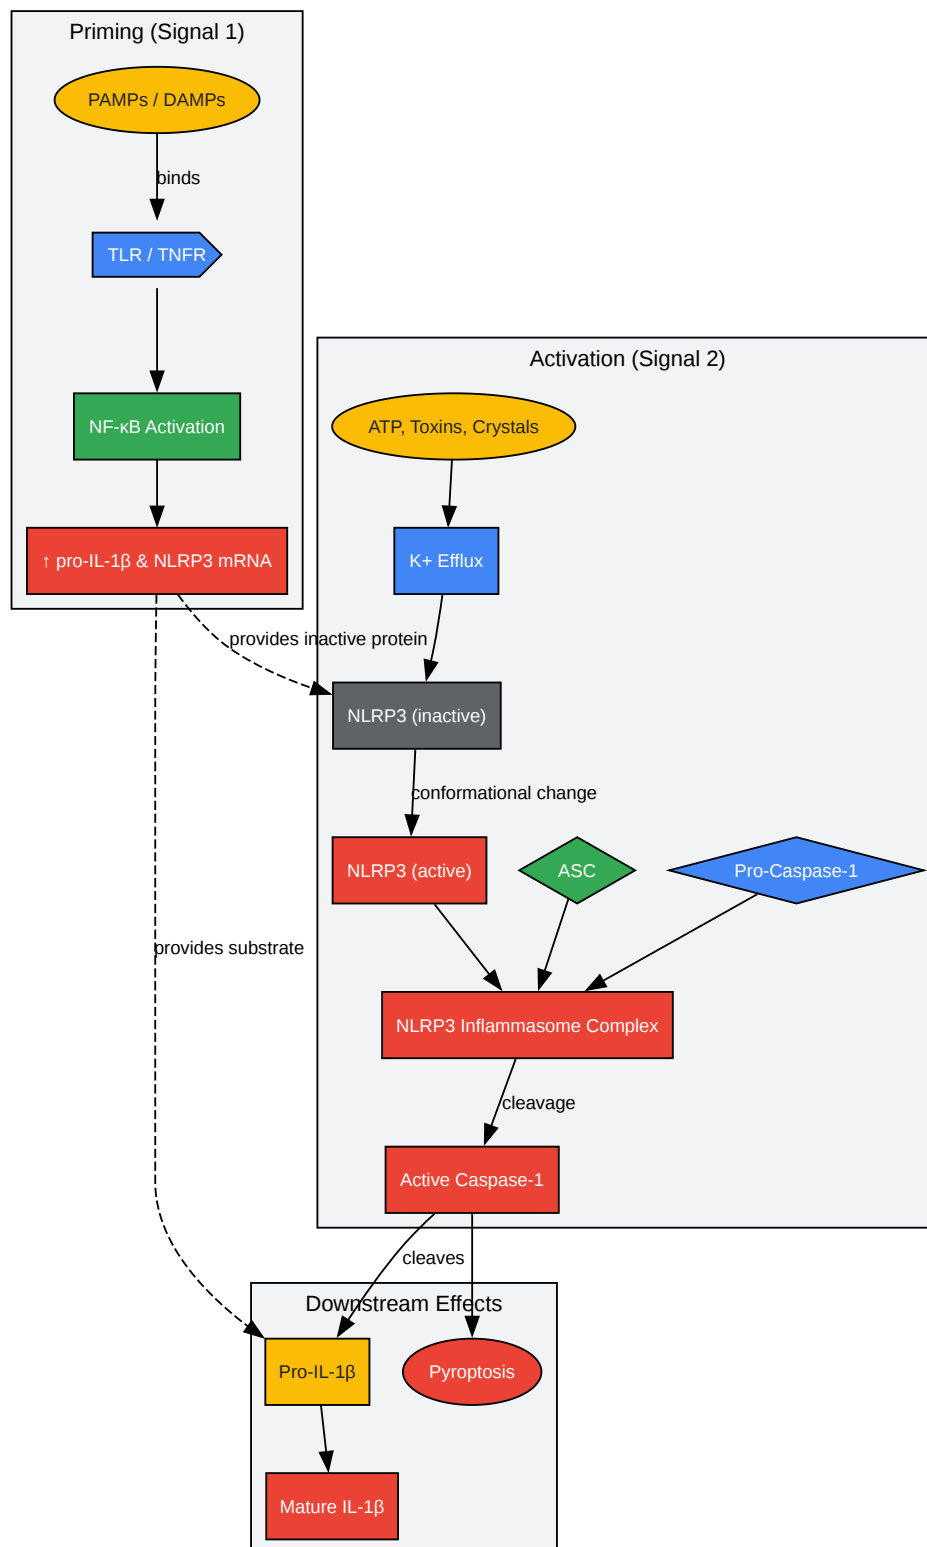 Priming (Signal 1)
PAMPs / DAMPs
binds
TLR / TNFR
NF-κB Activation
↑ pro-IL-1β & NLRP3 mRNA
Activation (Signal 2)
ATP, Toxins, Crystals
K+ Efflux
provides inactive protein
NLRP3 (inactive)
conformational change
NLRP3 (active)
ASC
Pro-Caspase-1
provides substrate
NLRP3 Inflammasome Complex
cleavage
Active Caspase-1
cleaves
Downstream Effects
Pro-IL-1β
Pyroptosis
Mature IL-1β